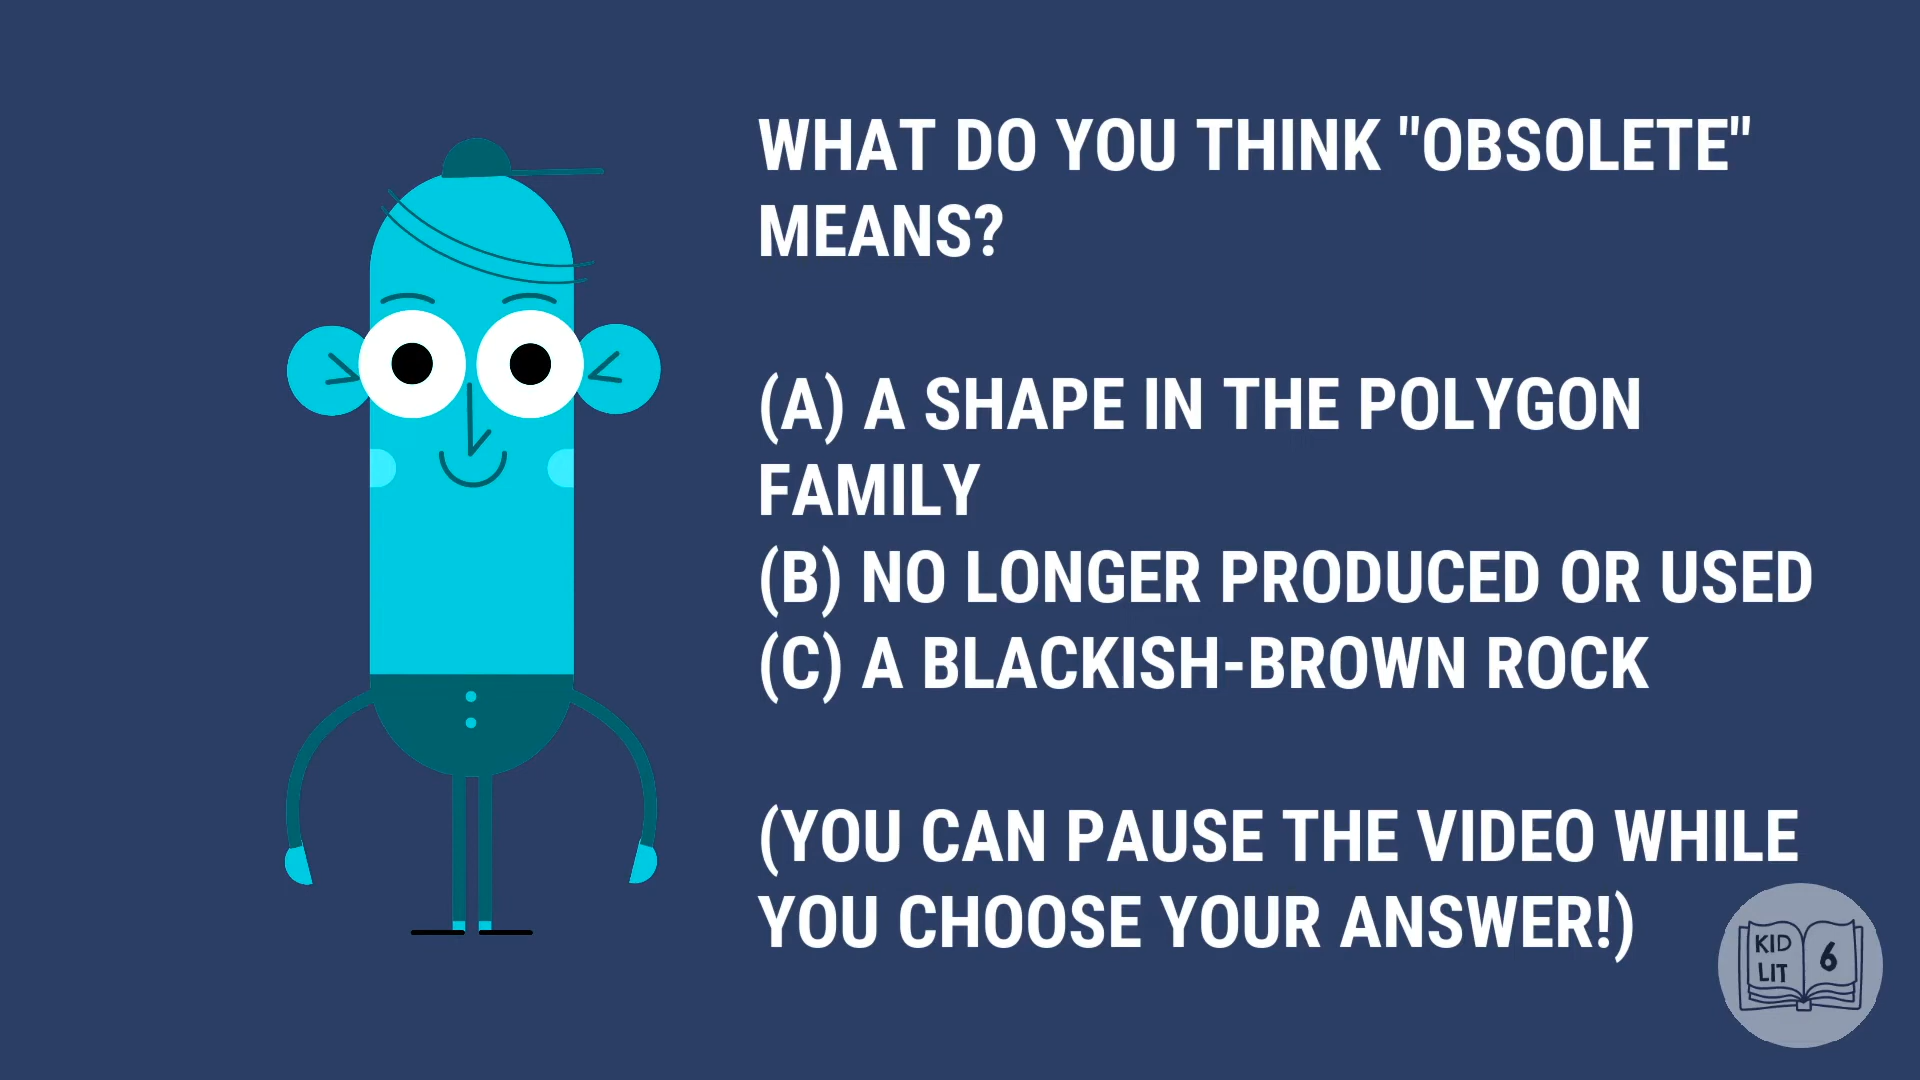 WHAT DO YOU THINK "OBSOLETE"
MEANS?
(A) A SHAPE IN THE POLYGON
FAMILY
(B) NO LONGER PRODUCED OR USED
(C) A BLACKISH-BROWN ROCK
(YOU CAN PAUSE THE VIDEO WHILE
YOU CHOOSE YOUR ANSWER!)
KID
LIT
6